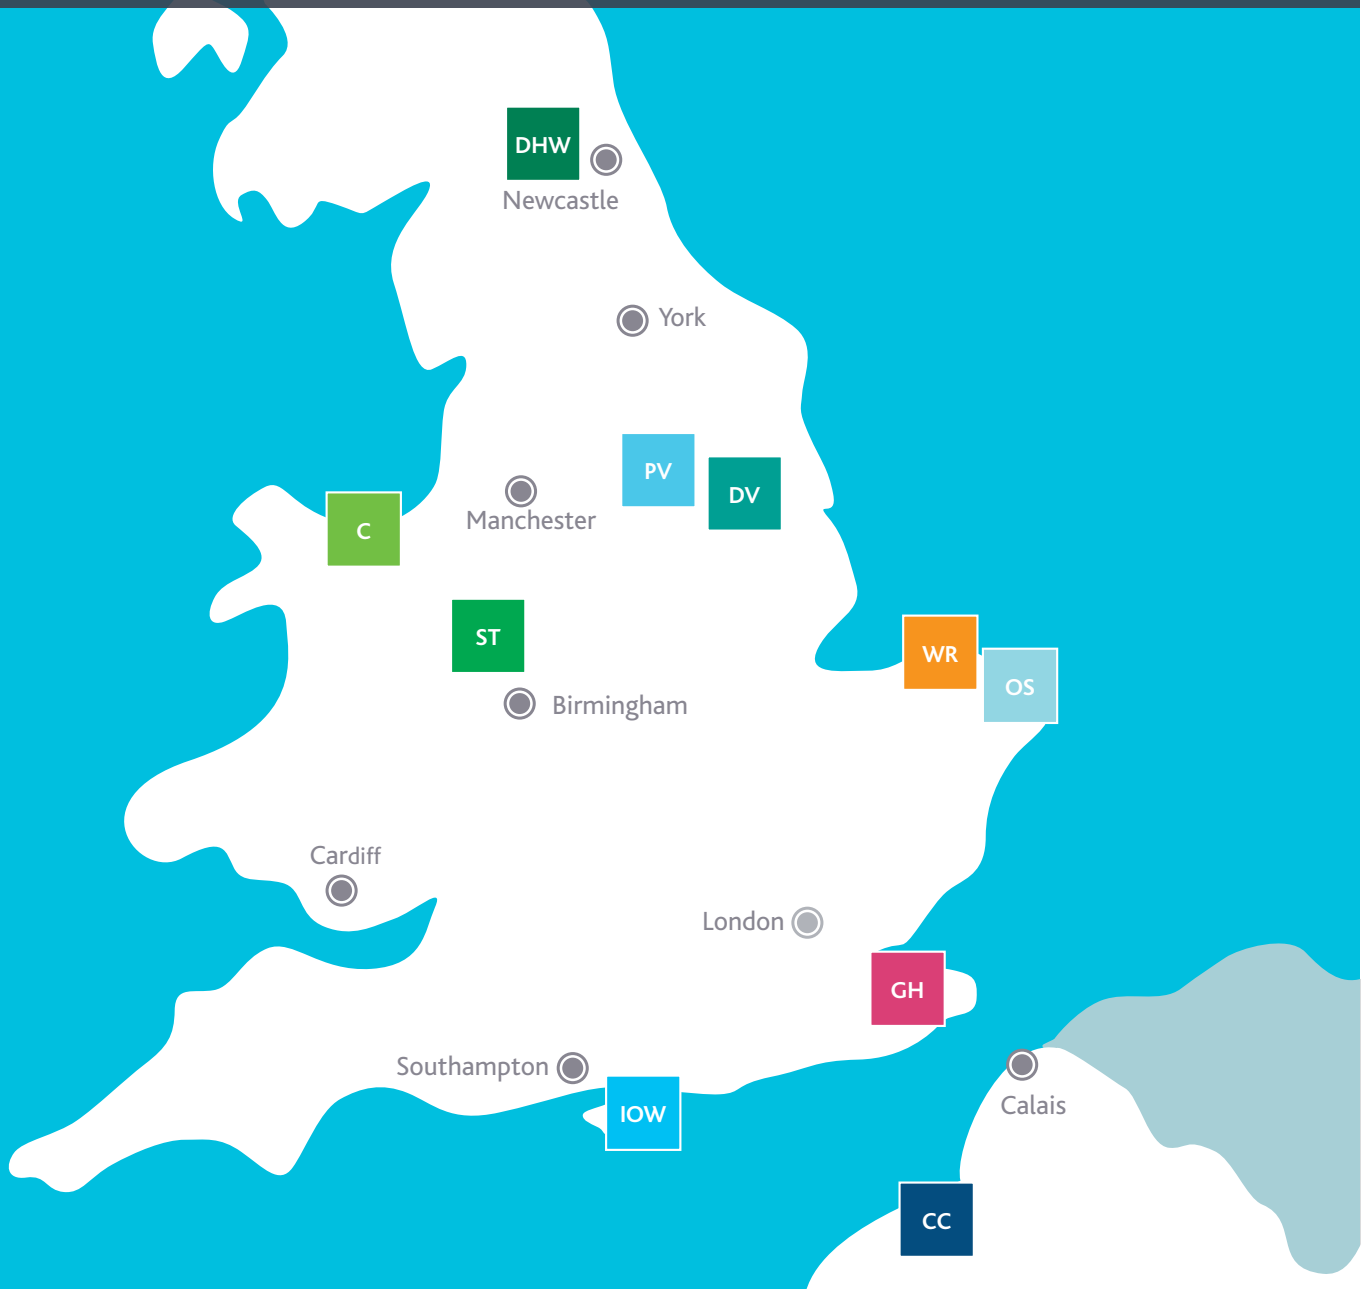 DHW
Newcastle
York
PV
DV
Manchester
C
ST
WR
OS
Birmingham
Cardiff
London
GH
Southampton
IOW
Calais
CC